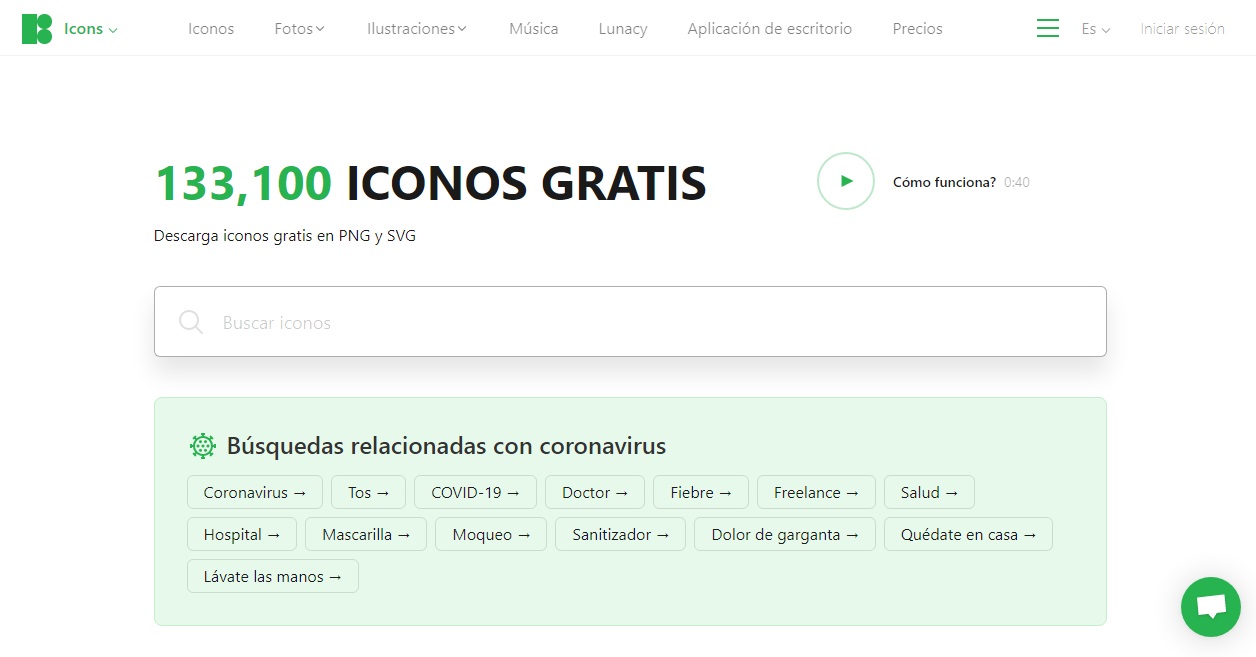 Icons Iconos Fotos Ilustraciones Música Lunacy Aplicación de escritorio Precios Es Iniciar sesión
133,100 ICONOS GRATIS
Cómo funciona? 0:40
Descarga iconos gratis en PNG y SVG
Buscar iconos
Búsquedas relacionadas con coronavirus
Coronavirus → Tos → COVID-19 → Doctor → Fiebre → Freelance → Salud →
Hospital → Mascarilla → Moqueo → Sanitizador → Dolor de garganta → Quédate en casa →
Lávate las manos →